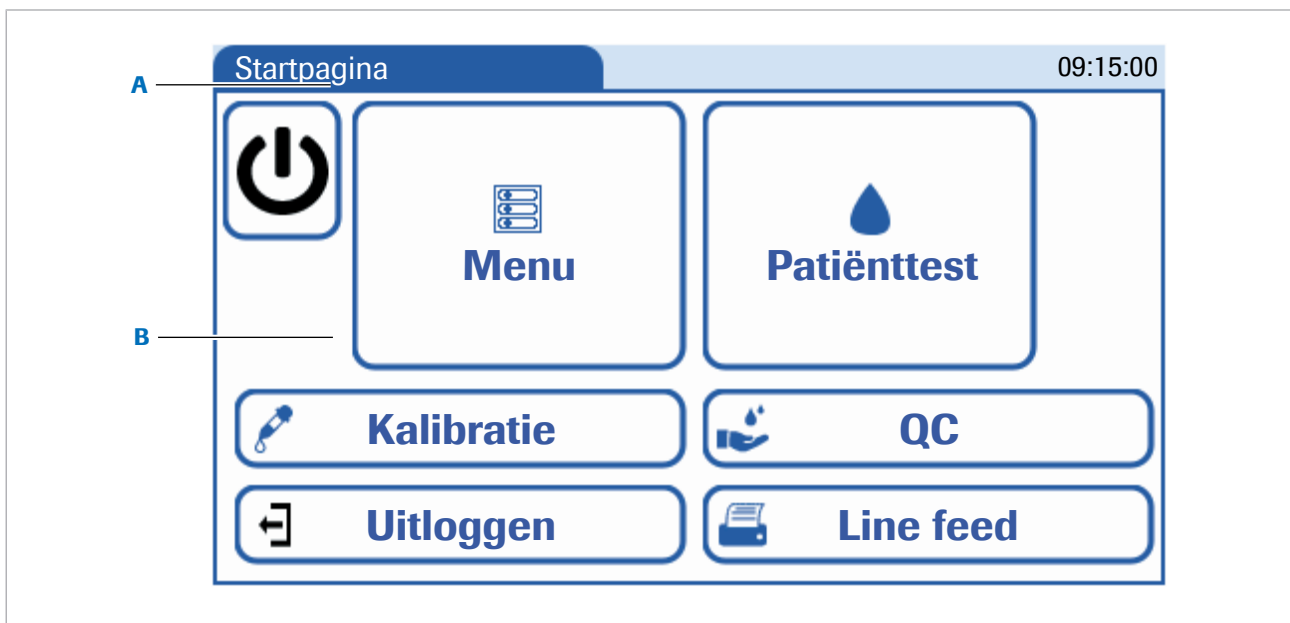 Startpagina 09:15:00
A
Menu Patiënttest
B
Kalibratie QC
Uitloggen Line feed